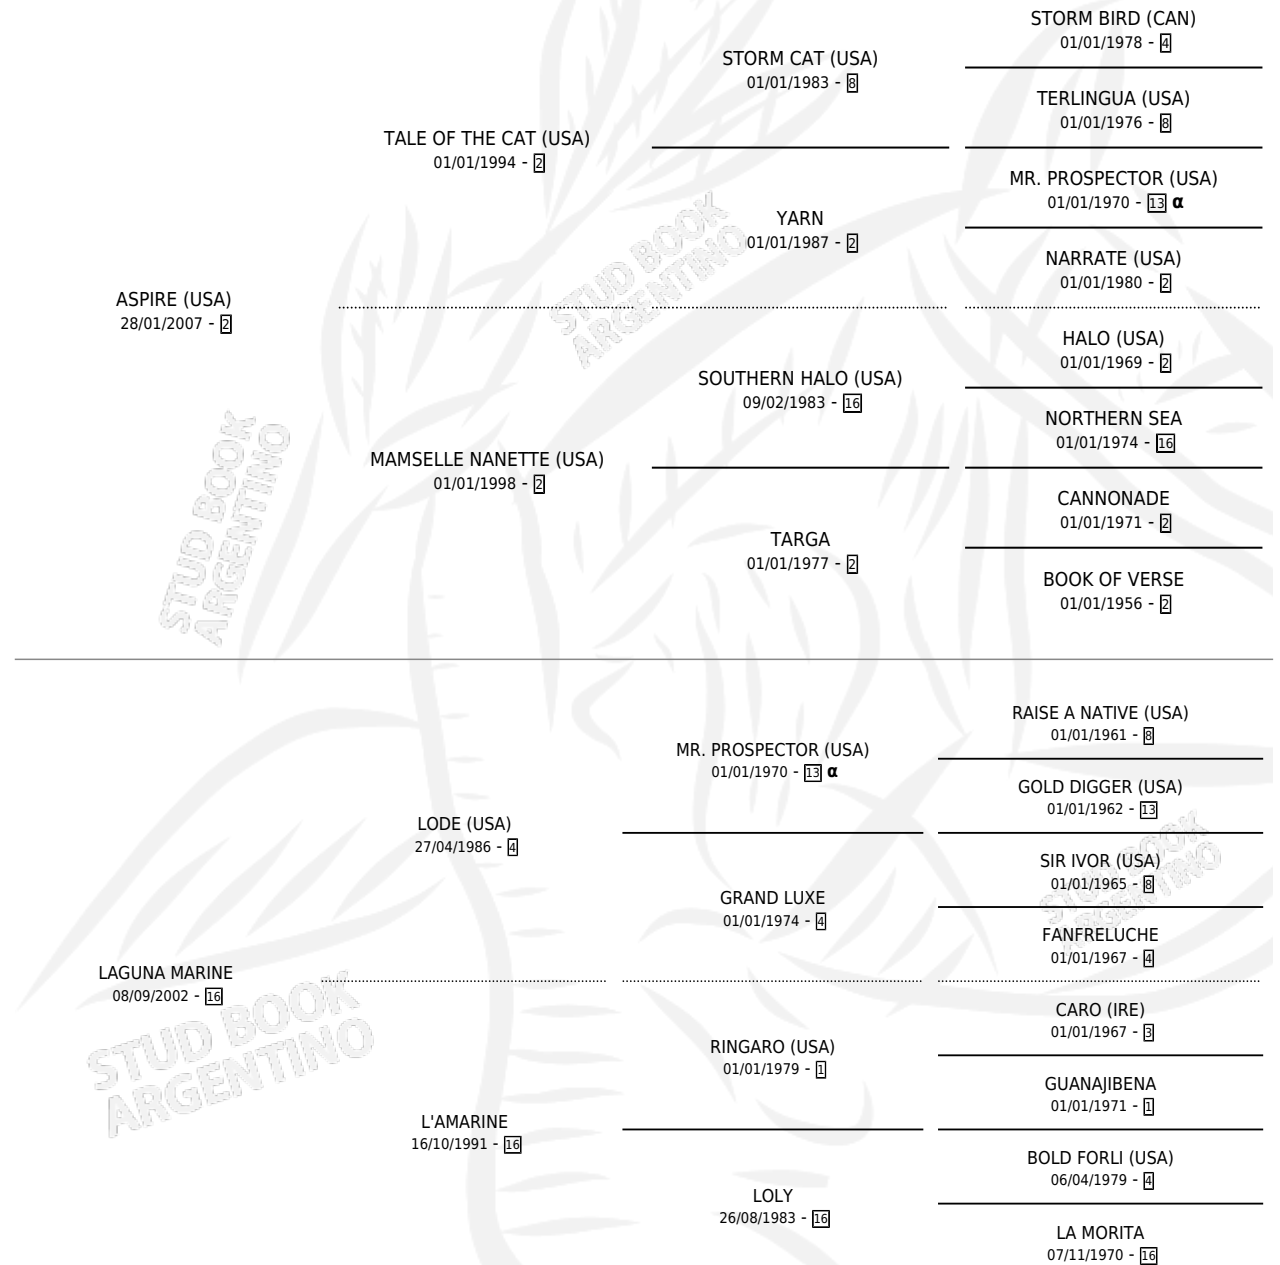 STORM BIRD (CAN)
01/01/1978 - 4
STORM CAT (USA)
01/01/1983 - 8
TERLINGUA (USA)
01/01/1976 - 8
TALE OF THE CAT (USA)
01/01/1994 - 2
MR. PROSPECTOR (USA)
01/01/1970 - 13 α
YARN
01/01/1987 - 2
NARRATE (USA)
01/01/1980 - 2
ASPIRE (USA)
28/01/2007 - 2
HALO (USA)
01/01/1969 - 2
SOUTHERN HALO (USA)
09/02/1983 - 16
NORTHERN SEA
01/01/1974 - 16
MAMSELLE NANETTE (USA)
01/01/1998 - 2
CANNONADE
01/01/1971 - 2
TARGA
01/01/1977 - 2
BOOK OF VERSE
01/01/1956 - 2
RAISE A NATIVE (USA)
01/01/1961 - 8
MR. PROSPECTOR (USA)
01/01/1970 - 13 α
GOLD DIGGER (USA)
01/01/1962 - 13
LODE (USA)
27/04/1986 - 4
SIR IVOR (USA)
01/01/1965 - 8
GRAND LUXE
01/01/1974 - 4
FANFRELUCHE
01/01/1967 - 4
LAGUNA MARINE
08/09/2002 - 16
CARO (IRE)
01/01/1967 - 3
RINGARO (USA)
01/01/1979 - 1
GUANAJIBENA
01/01/1971 - 1
L'AMARINE
16/10/1991 - 16
BOLD FORLI (USA)
06/04/1979 - 4
LOLY
26/08/1983 - 16
LA MORITA
07/11/1970 - 16
STUD BOOK
ARGENTINO
STUD BOOK
ARGENTINO
STUD BOOK
ARGENTINO
STUD BOOK
ARGENTINO